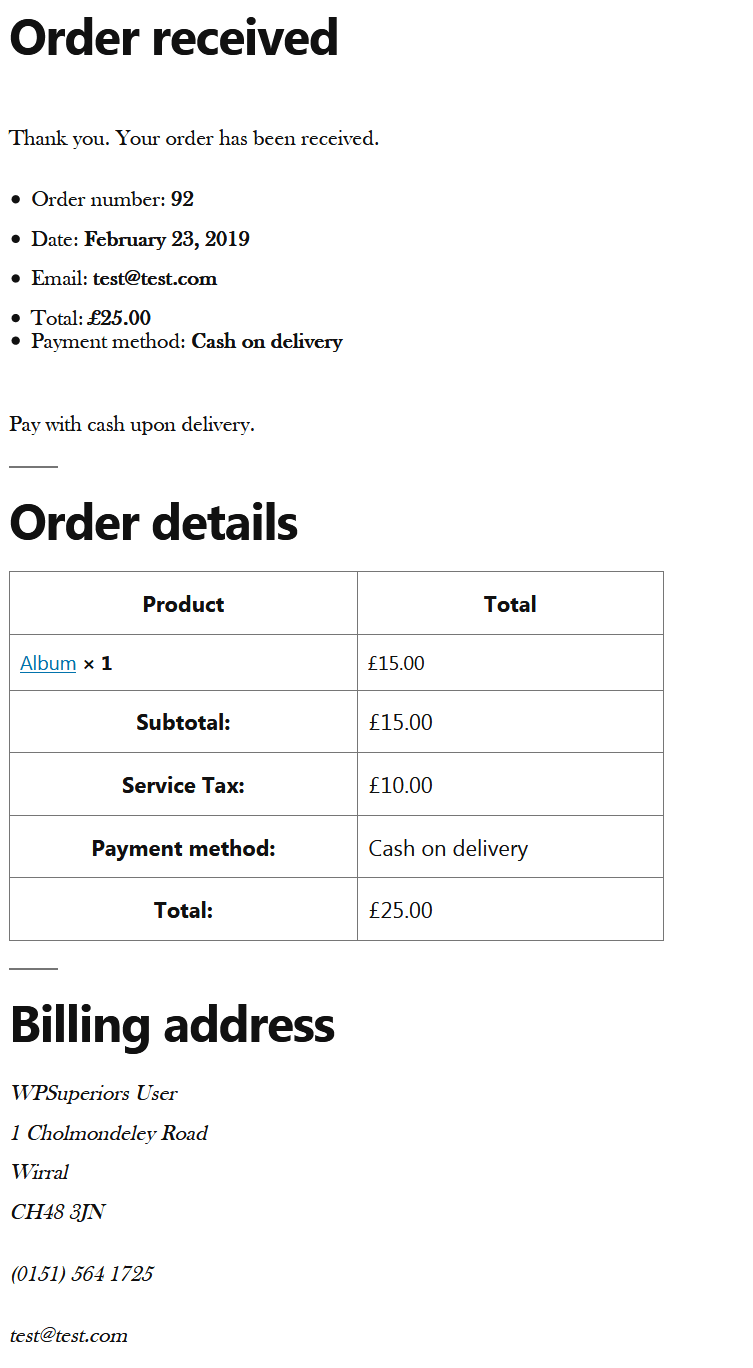 Order received
Thank you. Your order has been received.
Order number: 92
Date: February 23, 2019
Email: test@test.com
Total: £25.00
Payment method: Cash on delivery
Pay with cash upon delivery.
Order details
Product Total
Album × 1 £15.00
Subtotal: £15.00
Service Tax: £10.00
Payment method: Cash on delivery
Total: £25.00
Billing address
WPSuperiors User
1 Cholmondeley Road
Wirral
CH48 3JN
(0151) 564 1725
test@test.com